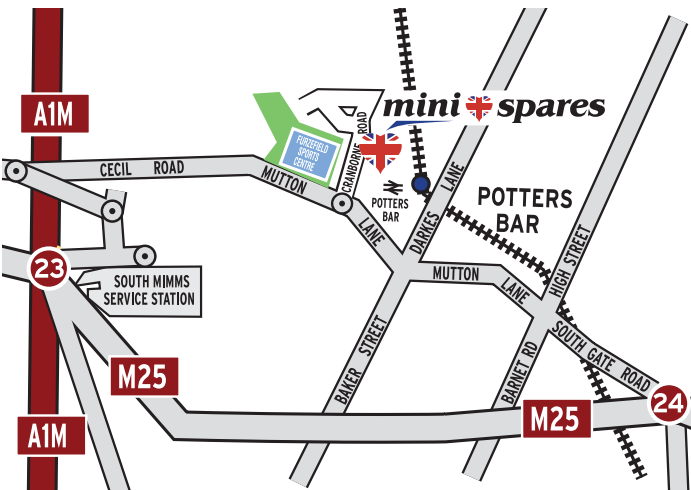 A1M
mini spares
CRANBORNE ROAD
FURZEFIELD
SPORTS
CENTRE
CECIL ROAD
MUTTON
LANE
POTTERS
BAR
DARKES LANE
POTTERS
BAR
HIGH STREET
23
MUTTON
LANE
SOUTH MIMMS
SERVICE STATION
SOUTH GATE ROAD
BAKER STREET
BARNET RD
M25
24
M25
A1M